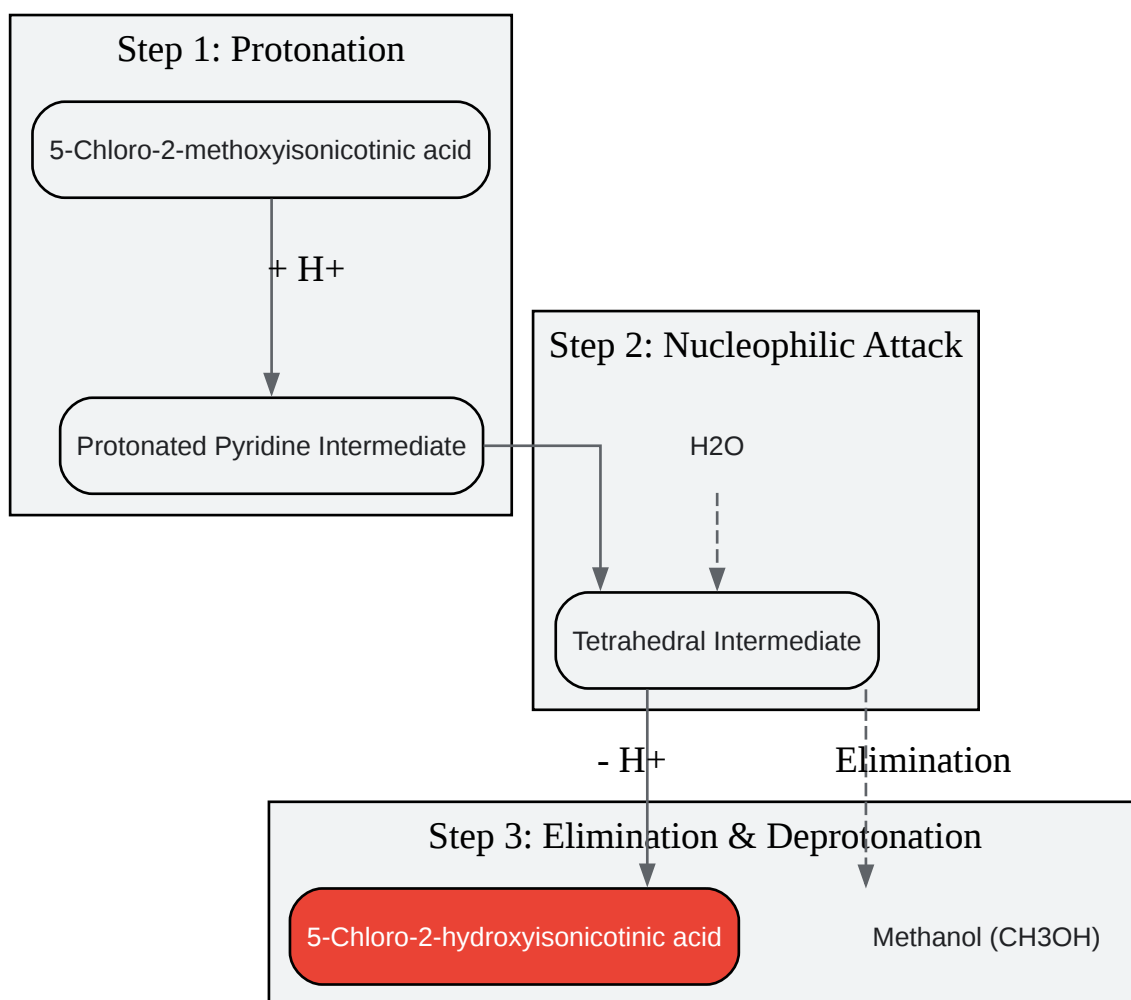 Step 1: Protonation
5-Chloro-2-methoxyisonicotinic acid
+ H+
Protonated Pyridine Intermediate
Step 2: Nucleophilic Attack
H2O
Tetrahedral Intermediate
- H+
Elimination
Step 3: Elimination & Deprotonation
5-Chloro-2-hydroxyisonicotinic acid
Methanol (CH3OH)